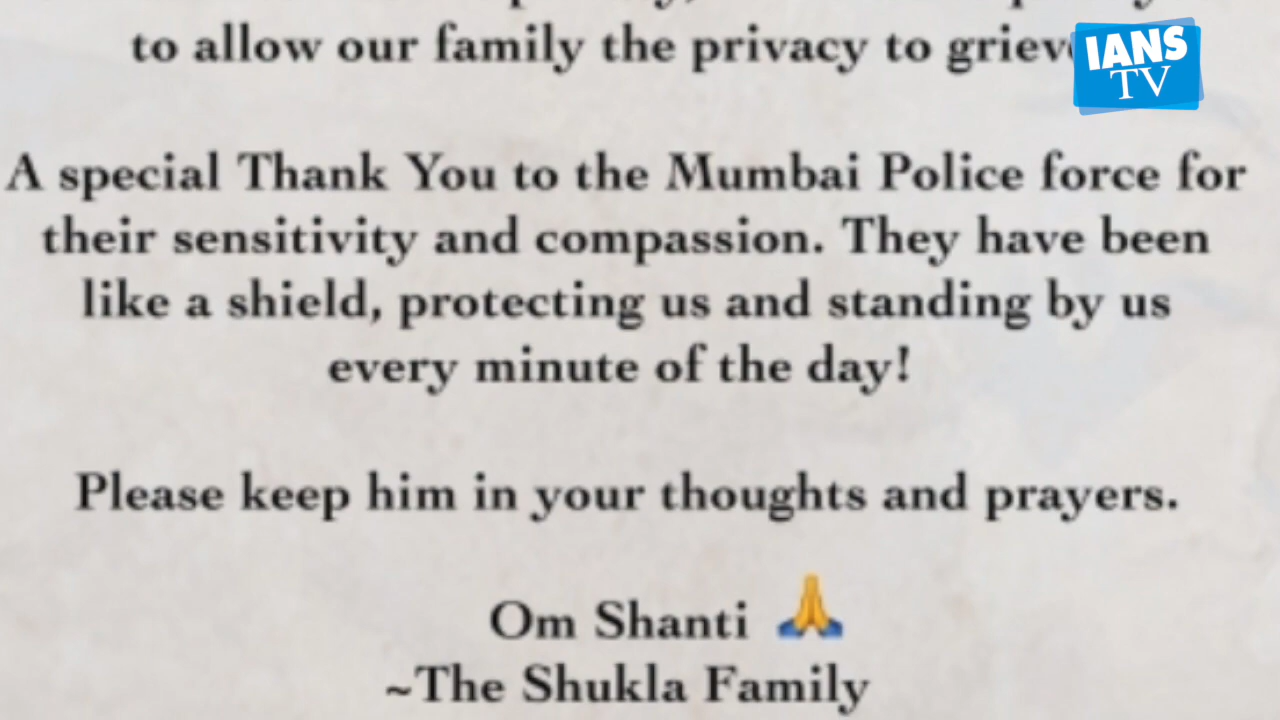 to allow our family the privacy to grieve
IANS
TV
A special Thank You to the Mumbai Police force for
their sensitivity and compassion. They have been
like a shield, protecting us and standing by us
every minute of the day!
Please keep him in your thoughts and prayers.
Om Shanti 🙏
~The Shukla Family